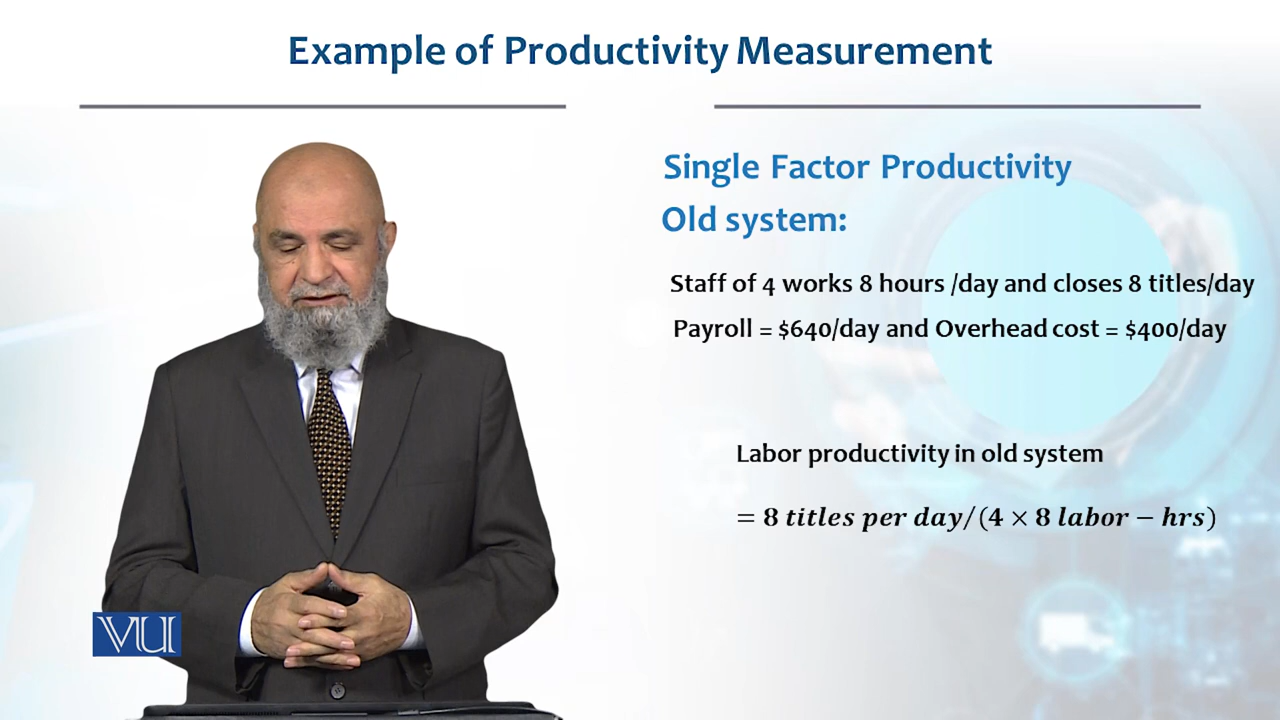 Example of Productivity Measurement
Single Factor Productivity
Old system:
Staff of 4 works 8 hours /day and closes 8 titles/day
Payroll = $640/day and Overhead cost = $400/day
Labor productivity in old system
= 8 titles per day/(4 × 8 labor − hrs)
VU